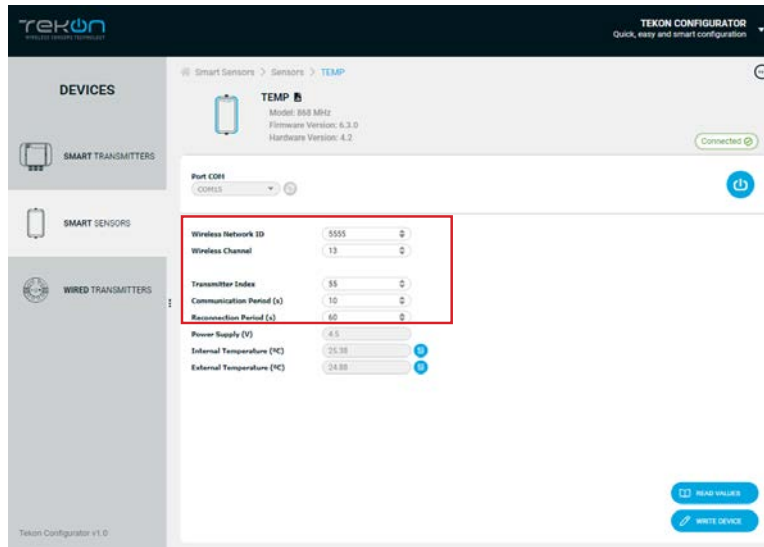 TEKON
WIRELESS SENSORS TECHNOLOGY
TEKON CONFIGURATOR
Quick, easy and smart configuration
DEVICES
SMART TRANSMITTERS
SMART SENSORS
WIRED TRANSMITTERS
Tekon Configurator v1.0
Smart Sensors > Sensors > TEMP
TEMP
Model: 868 MHz
Firmware Version: 6.3.0
Hardware Version: 4.2
Connected
Port COM
COM15
Wireless Network ID 5555
Wireless Channel 13
Transmitter Index 55
Communication Period (s) 10
Reconnection Period (s) 60
Power Supply (V) 4.5
Internal Temperature (ºC) 25.38
External Temperature (ºC) 24.88
READ VALUES
WRITE DEVICE